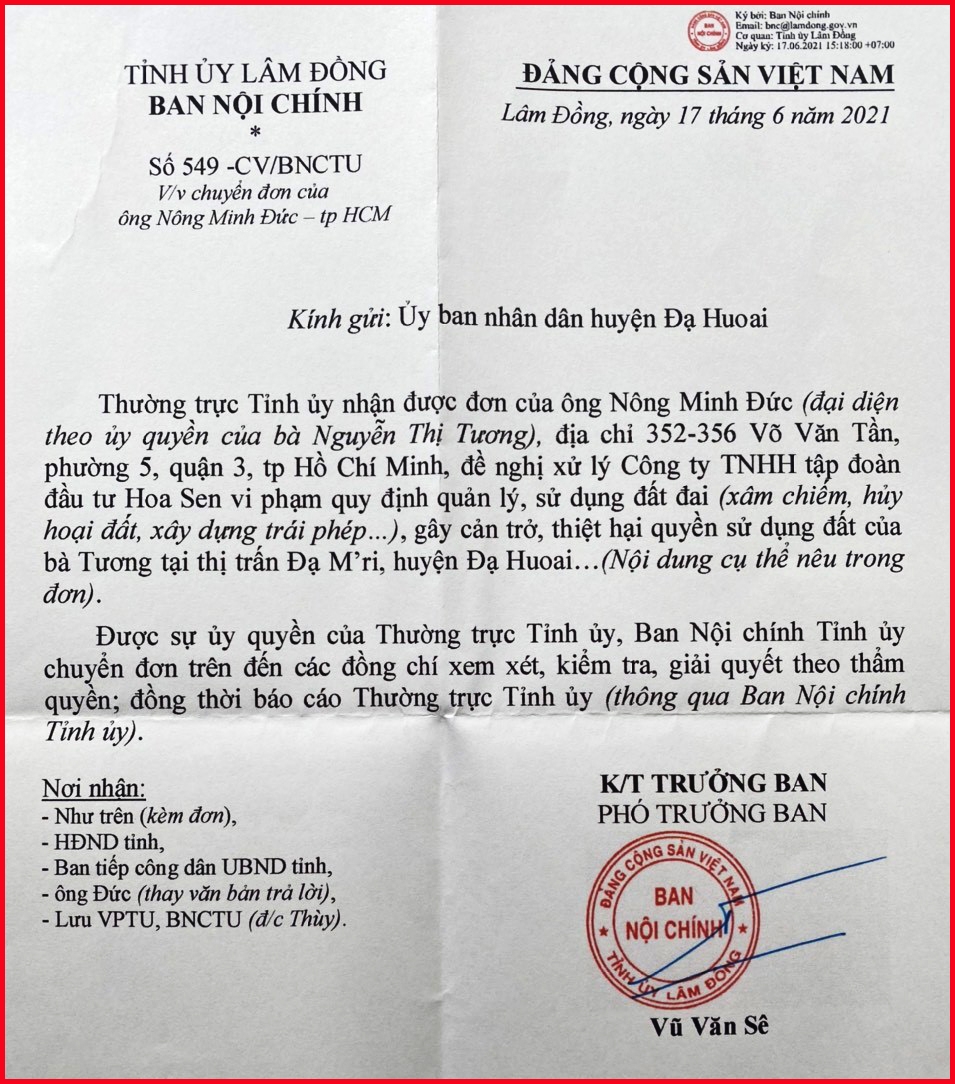 Ký bởi: Ban Nội chính
Email: bnc@lamdong.gov.vn
Cơ quan: Tỉnh ủy Lâm Đồng
Ngày ký: 17.06.2021 15:18:00 +07:00
BAN
NỘI CHÍNH
TỈNH ỦY LÂM ĐỒNG
BAN NỘI CHÍNH
*
Số 549 -CV/BNCTU
V/v chuyển đơn của
ông Nông Minh Đức – tp HCM
ĐẢNG CỘNG SẢN VIỆT NAM
Lâm Đồng, ngày 17 tháng 6 năm 2021
Kính gửi: Ủy ban nhân dân huyện Đạ Huoai
Thường trực Tỉnh ủy nhận được đơn của ông Nông Minh Đức (đại diện
theo ủy quyền của bà Nguyễn Thị Tương), địa chỉ 352-356 Võ Văn Tần,
phường 5, quận 3, tp Hồ Chí Minh, đề nghị xử lý Công ty TNHH tập đoàn
đầu tư Hoa Sen vi phạm quy định quản lý, sử dụng đất đai (xâm chiếm, hủy
hoại đất, xây dựng trái phép...), gây cản trở, thiệt hại quyền sử dụng đất của
bà Tương tại thị trấn Đạ M’ri, huyện Đạ Huoai…(Nội dung cụ thể nêu trong
đơn).
Được sự ủy quyền của Thường trực Tỉnh ủy, Ban Nội chính Tỉnh ủy
chuyển đơn trên đến các đồng chí xem xét, kiểm tra, giải quyết theo thẩm
quyền; đồng thời báo cáo Thường trực Tỉnh ủy (thông qua Ban Nội chính
Tỉnh ủy).
Nơi nhận:
- Như trên (kèm đơn),
- HĐND tỉnh,
- Ban tiếp công dân UBND tỉnh,
- ông Đức (thay văn bản trả lời),
- Lưu VPTU, BNCTU (đ/c Thùy).
K/T TRƯỞNG BAN
PHÓ TRƯỞNG BAN
ĐẢNG CỘNG SẢN VIỆT NAM
BAN
NỘI CHÍNH
TỈNH ỦY LÂM ĐỒNG
Vũ Văn Sê